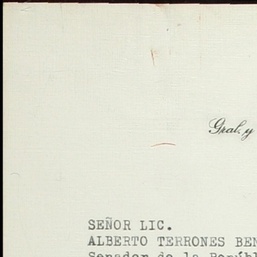 Gral. y
SEÑOR LIC.
ALBERTO TERRONES BEN
Senador de la Repúbl